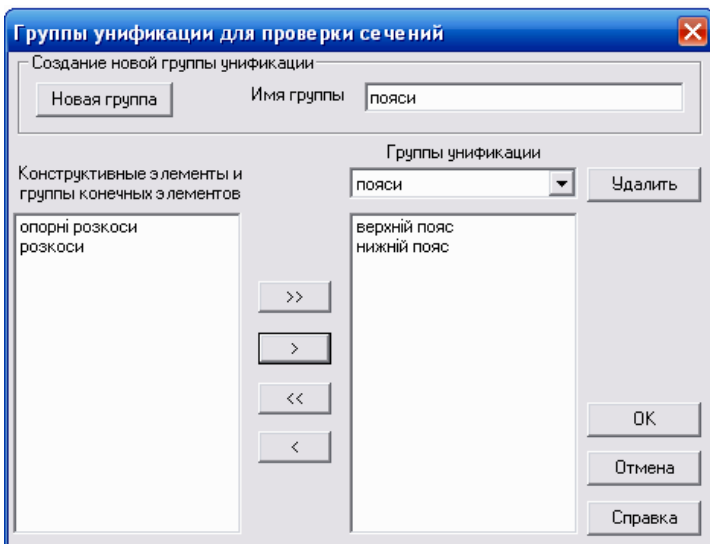 Группы унификации для проверки сечений
Создание новой группы унификации
Новая группа
Имя группы
пояси
Группы унификации
Конструктивные элементы и
группы конечных элементов
пояси
Удалить
опорні розкоси
розкоси
верхній пояс
нижній пояс
>>
>
<<
<
OK
Отмена
Справка